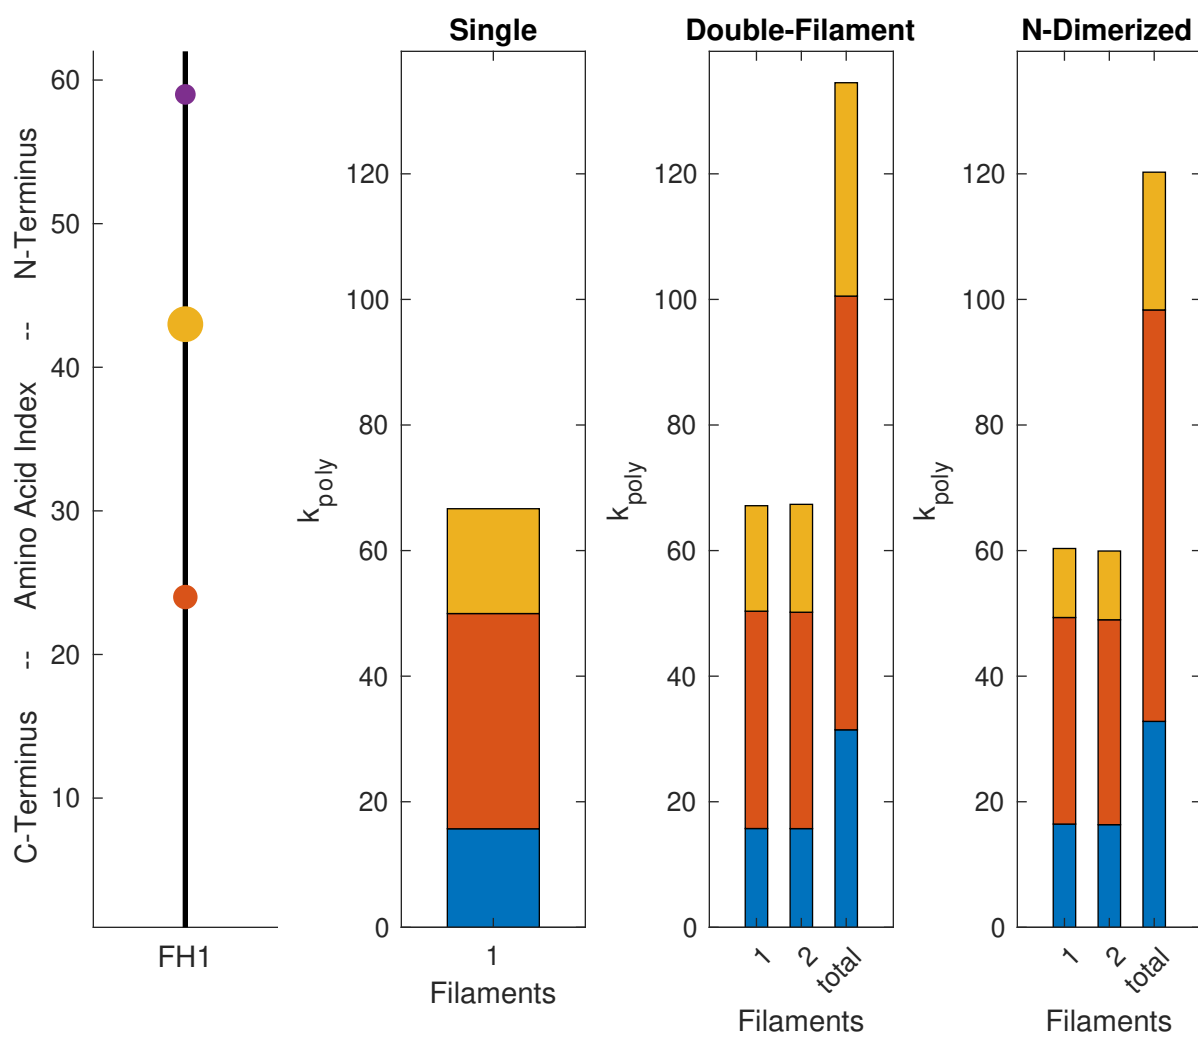 Single
Double-Filament
N-Dimerized
C-Terminus -- Amino Acid Index -- N-Terminus
60
50
40
30
20
10
FH1
k_poly
120
100
80
60
40
20
0
1
Filaments
k_poly
120
100
80
60
40
20
0
1
2
total
Filaments
k_poly
120
100
80
60
40
20
0
1
2
total
Filaments